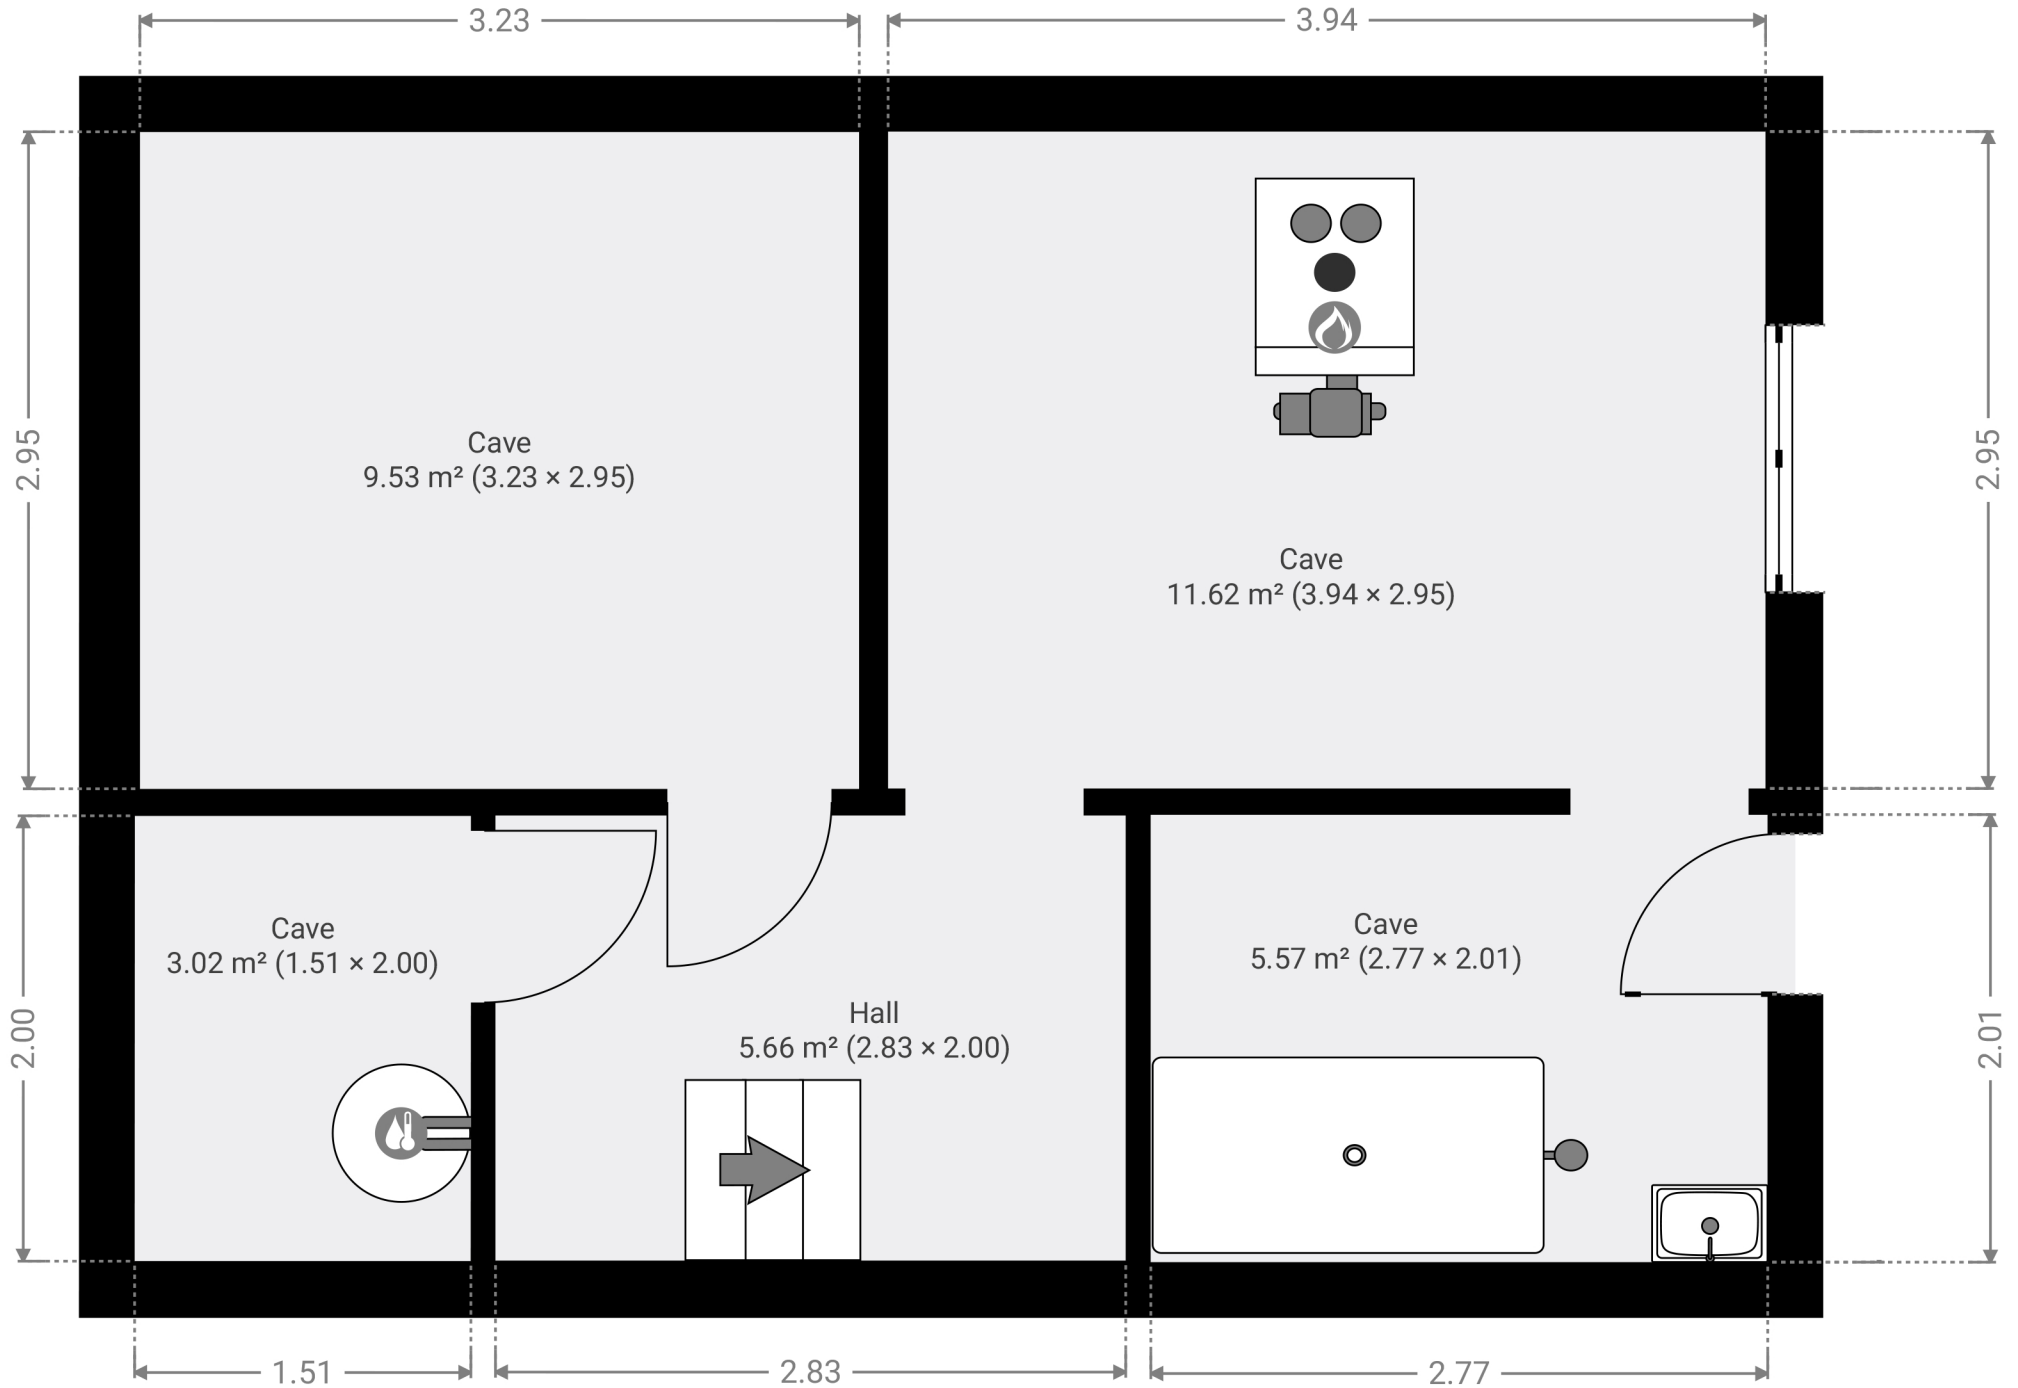 3.23
3.94
2.95
2.95
Cave
9.53 m² (3.23 × 2.95)
Cave
11.62 m² (3.94 × 2.95)
Cave
3.02 m² (1.51 × 2.00)
Cave
5.57 m² (2.77 × 2.01)
Hall
5.66 m² (2.83 × 2.00)
2.00
2.01
1.51
2.83
2.77